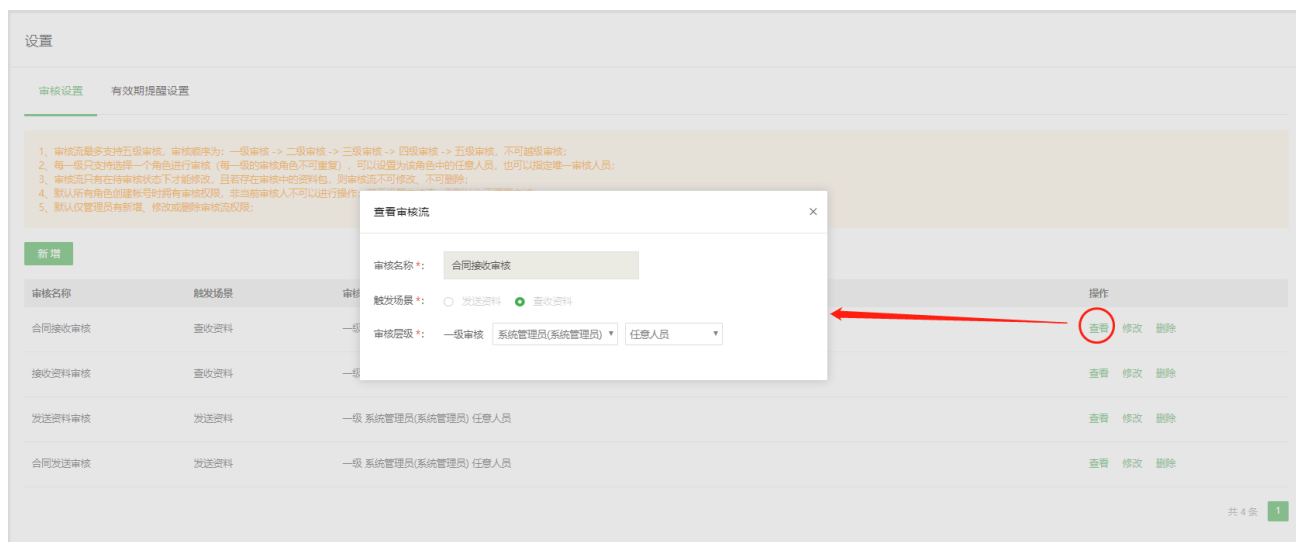 设置
审核设置 有效期提醒设置
1、审核流最多支持五级审核，审核顺序为：一级审核 -> 二级审核 -> 三级审核 -> 四级审核 -> 五级审核，不可越级审核；
2、每一级只支持选择一个角色进行审核（每一级的审核角色不可重复），可以设置为该角色中的任意人员，也可以指定唯一审核人员；
3、审核流只有在待审核状态下才能修改，且若存在审核中的资料包，则审核流不可修改、不可删除；
4、默认所有角色创建帐号时拥有审核权限，非当前审核人不可以进行操作
5、默认仅管理员有新增、修改或删除审核流权限；
新增
查看审核流 ×
审核名称 *： 合同接收审核
触发场景 *： 发送资料 查收资料
审核层级 *： 一级审核 系统管理员(系统管理员) 任意人员
审核名称 触发场景 审核 操作
合同接收审核 查收资料 一级 查看 修改 删除
接收资料审核 查收资料 一级 查看 修改 删除
发送资料审核 发送资料 一级 系统管理员(系统管理员) 任意人员 查看 修改 删除
合同发送审核 发送资料 一级 系统管理员(系统管理员) 任意人员 查看 修改 删除
共 4 条 1